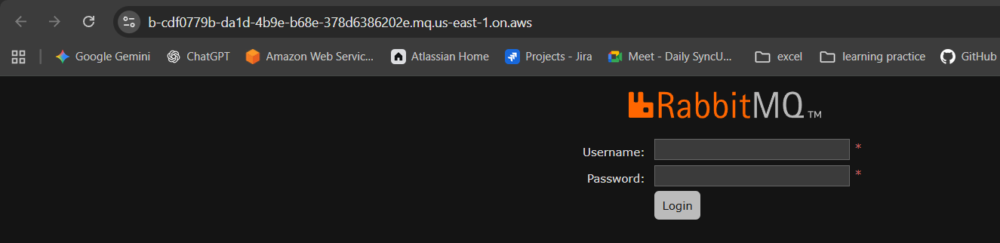 b-cdf0779b-da1d-4b9e-b68e-378d6386202e.mq.us-east-1.on.aws
Google Gemini ChatGPT Amazon Web Servic... Atlassian Home Projects - Jira Meet - Daily SyncU... excel learning practice GitHub
RabbitMQ™
Username: *
Password: *
Login